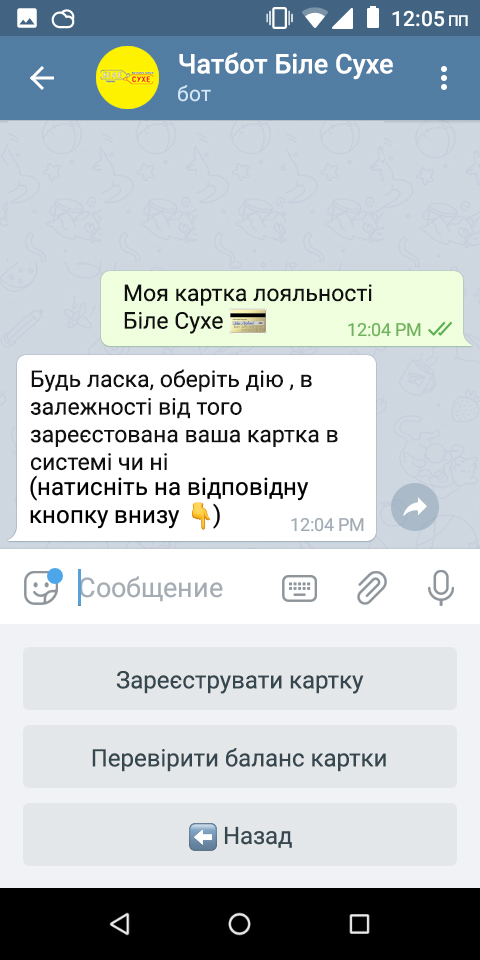 12:05 пп
Чатбот Біле Сухе
бот
Моя картка лояльності
Біле Сухе
12:04 PM
Будь ласка, оберіть дію , в
залежності від того
зареєстована ваша картка в
системі чи ні
(натисніть на відповідну
кнопку внизу 👇)
12:04 PM
Сообщение
Зареєструвати картку
Перевірити баланс картки
⬅ Назад